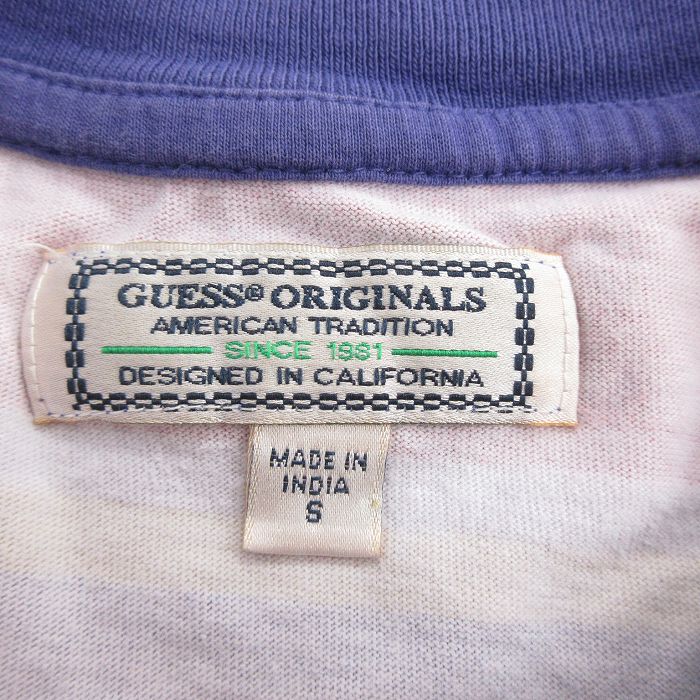 GUESS® ORIGINALS
AMERICAN TRADITION
SINCE 1981
DESIGNED IN CALIFORNIA
MADE IN
INDIA
S